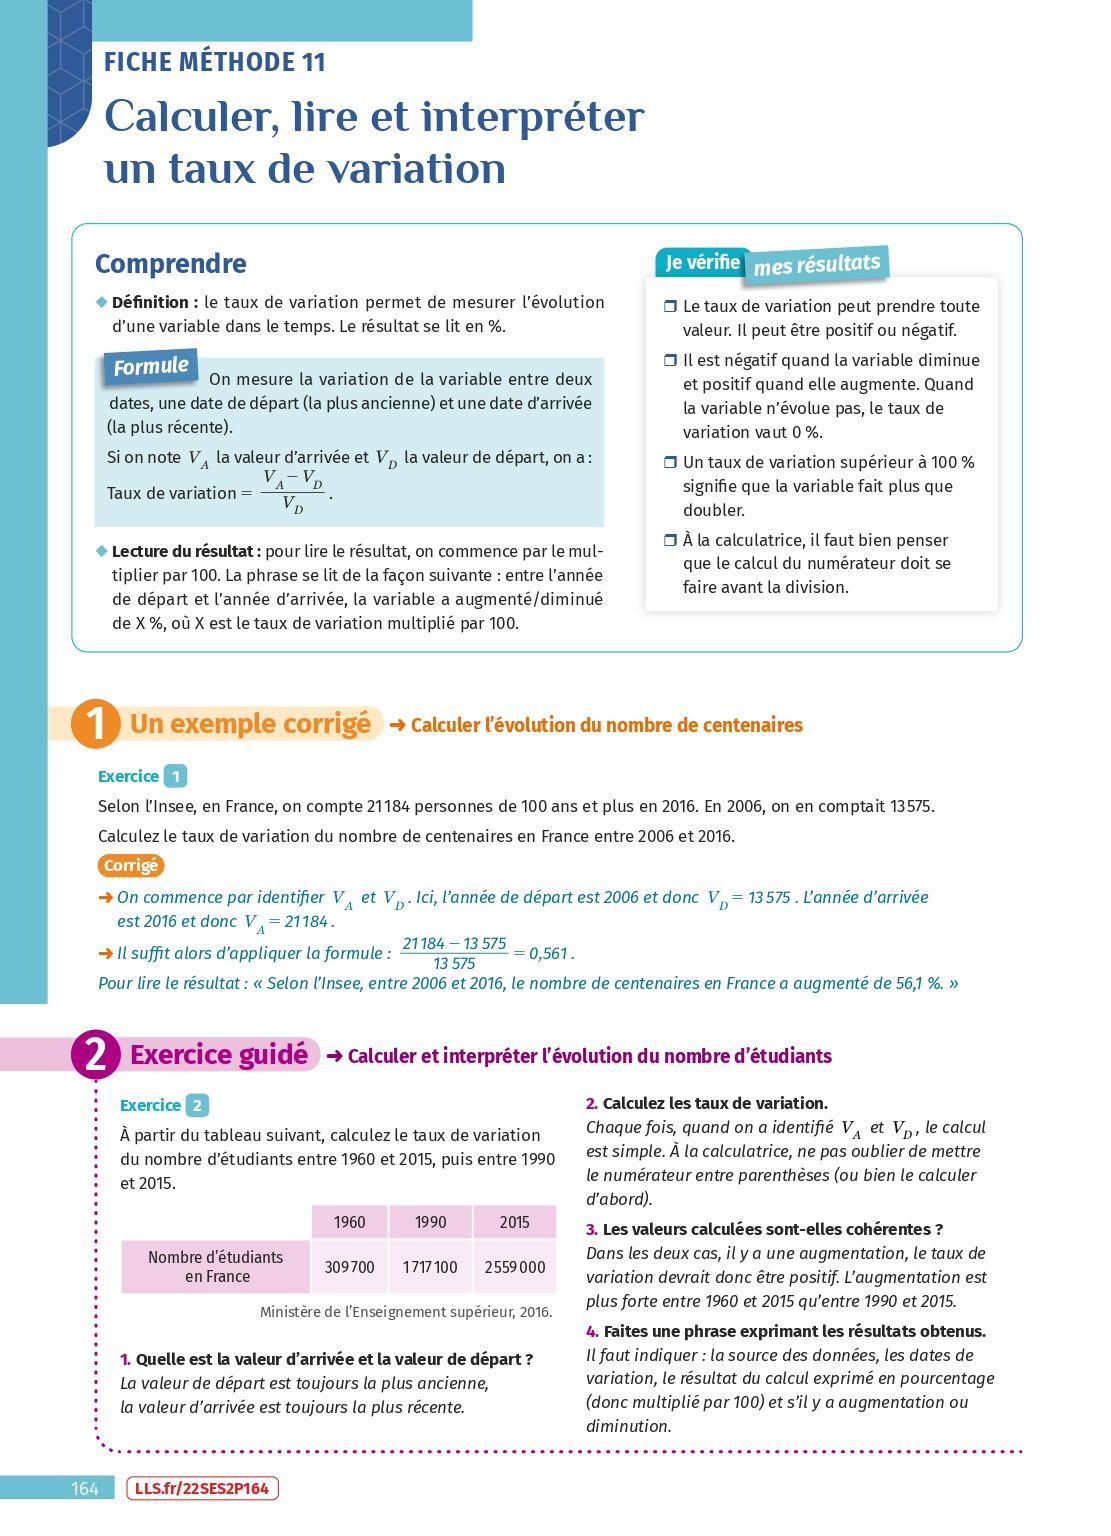 FICHE MÉTHODE 11
Calculer, lire et interpréter
un taux de variation
Comprendre
◆ Définition : le taux de variation permet de mesurer l'évolution
d'une variable dans le temps. Le résultat se lit en %.
Formule
On mesure la variation de la variable entre deux
dates, une date de départ (la plus ancienne) et une date d'arrivée
(la plus récente).
Si on note V_A la valeur d'arrivée et V_D la valeur de départ, on a :
Taux de variation = (V_A − V_D) / V_D .
◆ Lecture du résultat : pour lire le résultat, on commence par le mul-
tiplier par 100. La phrase se lit de la façon suivante : entre l'année
de départ et l'année d'arrivée, la variable a augmenté/diminué
de X %, où X est le taux de variation multiplié par 100.
Je vérifie mes résultats
❐ Le taux de variation peut prendre toute
valeur. Il peut être positif ou négatif.
❐ Il est négatif quand la variable diminue
et positif quand elle augmente. Quand
la variable n'évolue pas, le taux de
variation vaut 0 %.
❐ Un taux de variation supérieur à 100 %
signifie que la variable fait plus que
doubler.
❐ À la calculatrice, il faut bien penser
que le calcul du numérateur doit se
faire avant la division.
1 Un exemple corrigé ➜ Calculer l'évolution du nombre de centenaires
Exercice 1
Selon l'Insee, en France, on compte 21 184 personnes de 100 ans et plus en 2016. En 2006, on en comptait 13 575.
Calculez le taux de variation du nombre de centenaires en France entre 2006 et 2016.
Corrigé
➜ On commence par identifier V_A et V_D. Ici, l'année de départ est 2006 et donc V_D = 13 575 . L'année d'arrivée
est 2016 et donc V_A = 21 184 .
➜ Il suffit alors d'appliquer la formule : (21 184 − 13 575) / 13 575 = 0,561 .
Pour lire le résultat : « Selon l'Insee, entre 2006 et 2016, le nombre de centenaires en France a augmenté de 56,1 %. »
2 Exercice guidé ➜ Calculer et interpréter l'évolution du nombre d'étudiants
Exercice 2
À partir du tableau suivant, calculez le taux de variation
du nombre d'étudiants entre 1960 et 2015, puis entre 1990
et 2015.
1960 1990 2015
Nombre d'étudiants
en France
309 700 1 717 100 2 559 000
Ministère de l'Enseignement supérieur, 2016.
1. Quelle est la valeur d'arrivée et la valeur de départ ?
La valeur de départ est toujours la plus ancienne,
la valeur d'arrivée est toujours la plus récente.
2. Calculez les taux de variation.
Chaque fois, quand on a identifié V_A et V_D, le calcul
est simple. À la calculatrice, ne pas oublier de mettre
le numérateur entre parenthèses (ou bien le calculer
d'abord).
3. Les valeurs calculées sont-elles cohérentes ?
Dans les deux cas, il y a une augmentation, le taux de
variation devrait donc être positif. L'augmentation est
plus forte entre 1960 et 2015 qu'entre 1990 et 2015.
4. Faites une phrase exprimant les résultats obtenus.
Il faut indiquer : la source des données, les dates de
variation, le résultat du calcul exprimé en pourcentage
(donc multiplié par 100) et s'il y a augmentation ou
diminution.
164
LLS.fr/22SES2P164